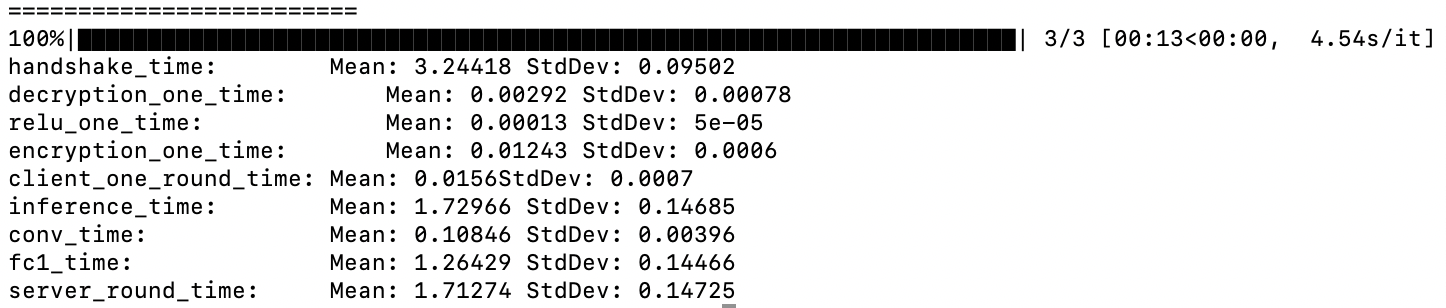 =========================
100%|████████████████████████████████████████████████████████████████████| 3/3 [00:13<00:00,  4.54s/it]
handshake_time:        Mean: 3.24418 StdDev: 0.09502
decryption_one_time:       Mean: 0.00292 StdDev: 0.00078
relu_one_time:             Mean: 0.00013 StdDev: 5e-05
encryption_one_time:       Mean: 0.01243 StdDev: 0.0006
client_one_round_time: Mean: 0.0156StdDev: 0.0007
inference_time:        Mean: 1.72966 StdDev: 0.14685
conv_time:             Mean: 0.10846 StdDev: 0.00396
fc1_time:              Mean: 1.26429 StdDev: 0.14466
server_round_time:     Mean: 1.71274 StdDev: 0.14725